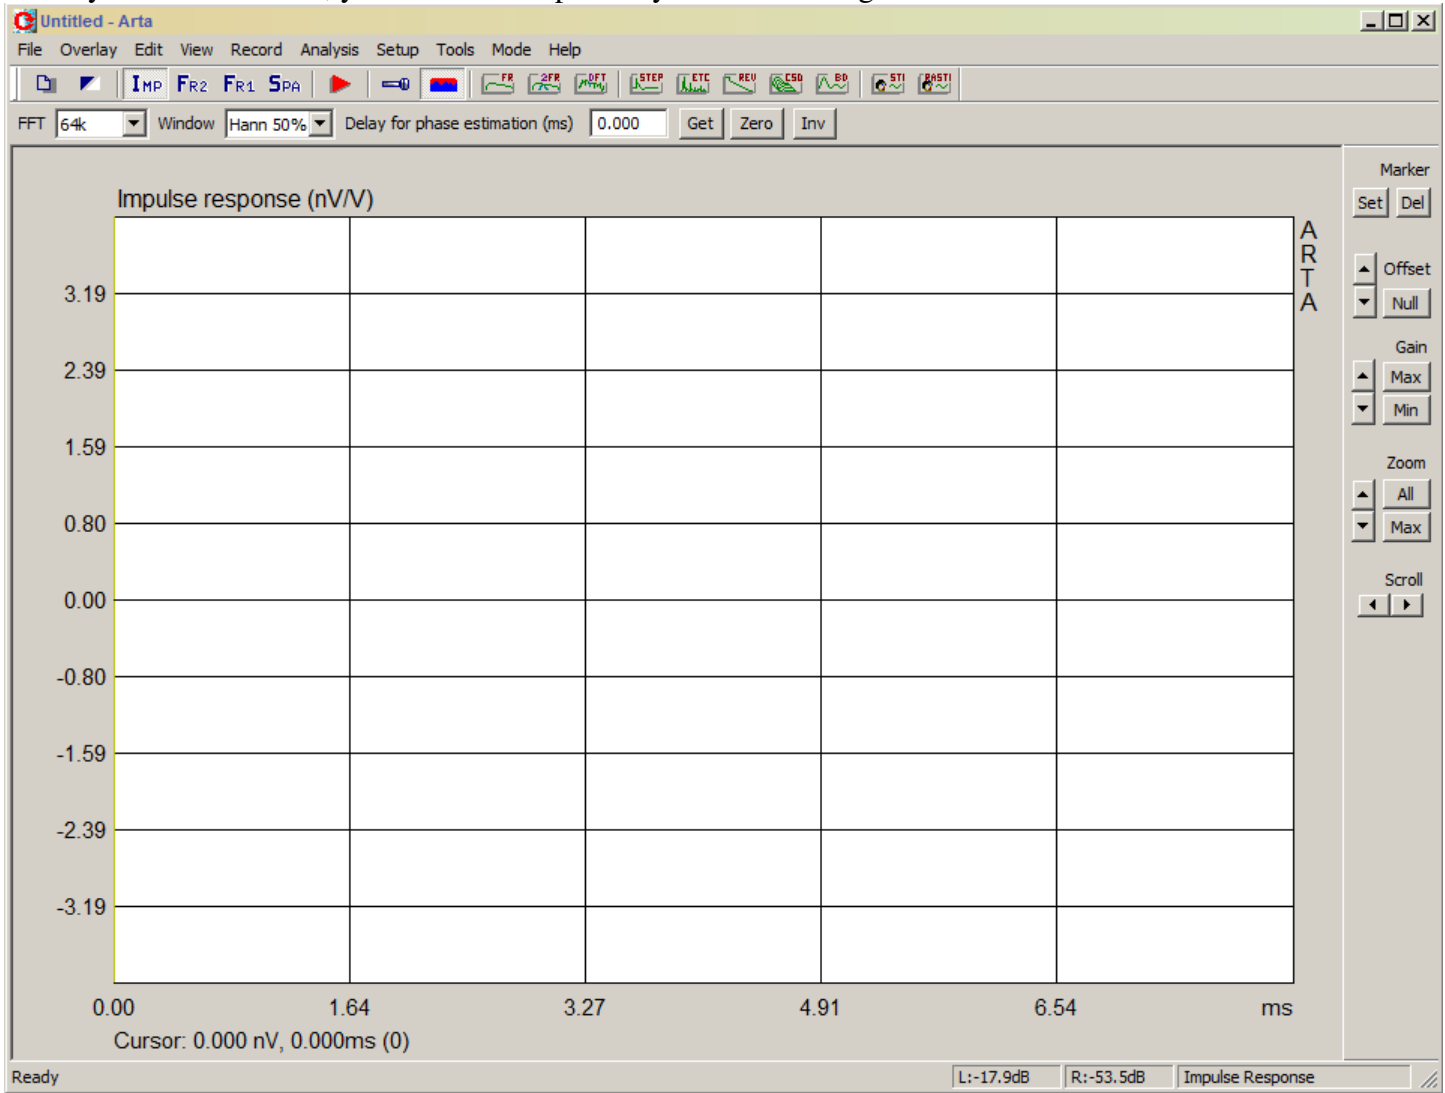 Untitled - Arta
File Overlay Edit View Record Analysis Setup Tools Mode Help
IMP FR2 FR1 SPA FR 2FR DFT STEP ETC REV CSD BD STI RASTI
FFT 64k Window Hann 50% Delay for phase estimation (ms) 0.000 Get Zero Inv
Marker
Set Del
Impulse response (nV/V)
ARTA
Offset
Null
3.19
Gain
Max
2.39
Min
1.59
Zoom
All
0.80
Max
Scroll
0.00
-0.80
-1.59
-2.39
-3.19
0.00 1.64 3.27 4.91 6.54 ms
Cursor: 0.000 nV, 0.000ms (0)
Ready L:-17.9dB R:-53.5dB Impulse Response